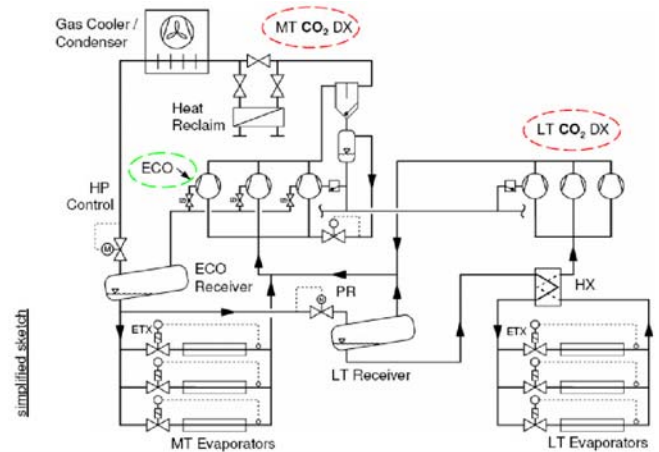 Gas Cooler /
Condenser
MT CO₂ DX
Heat
Reclaim
LT CO₂ DX
ECO
HP
Control
M
ECO
Receiver
PR
M
HX
ETX
LT Receiver
ETX
simplified sketch
MT Evaporators
LT Evaporators